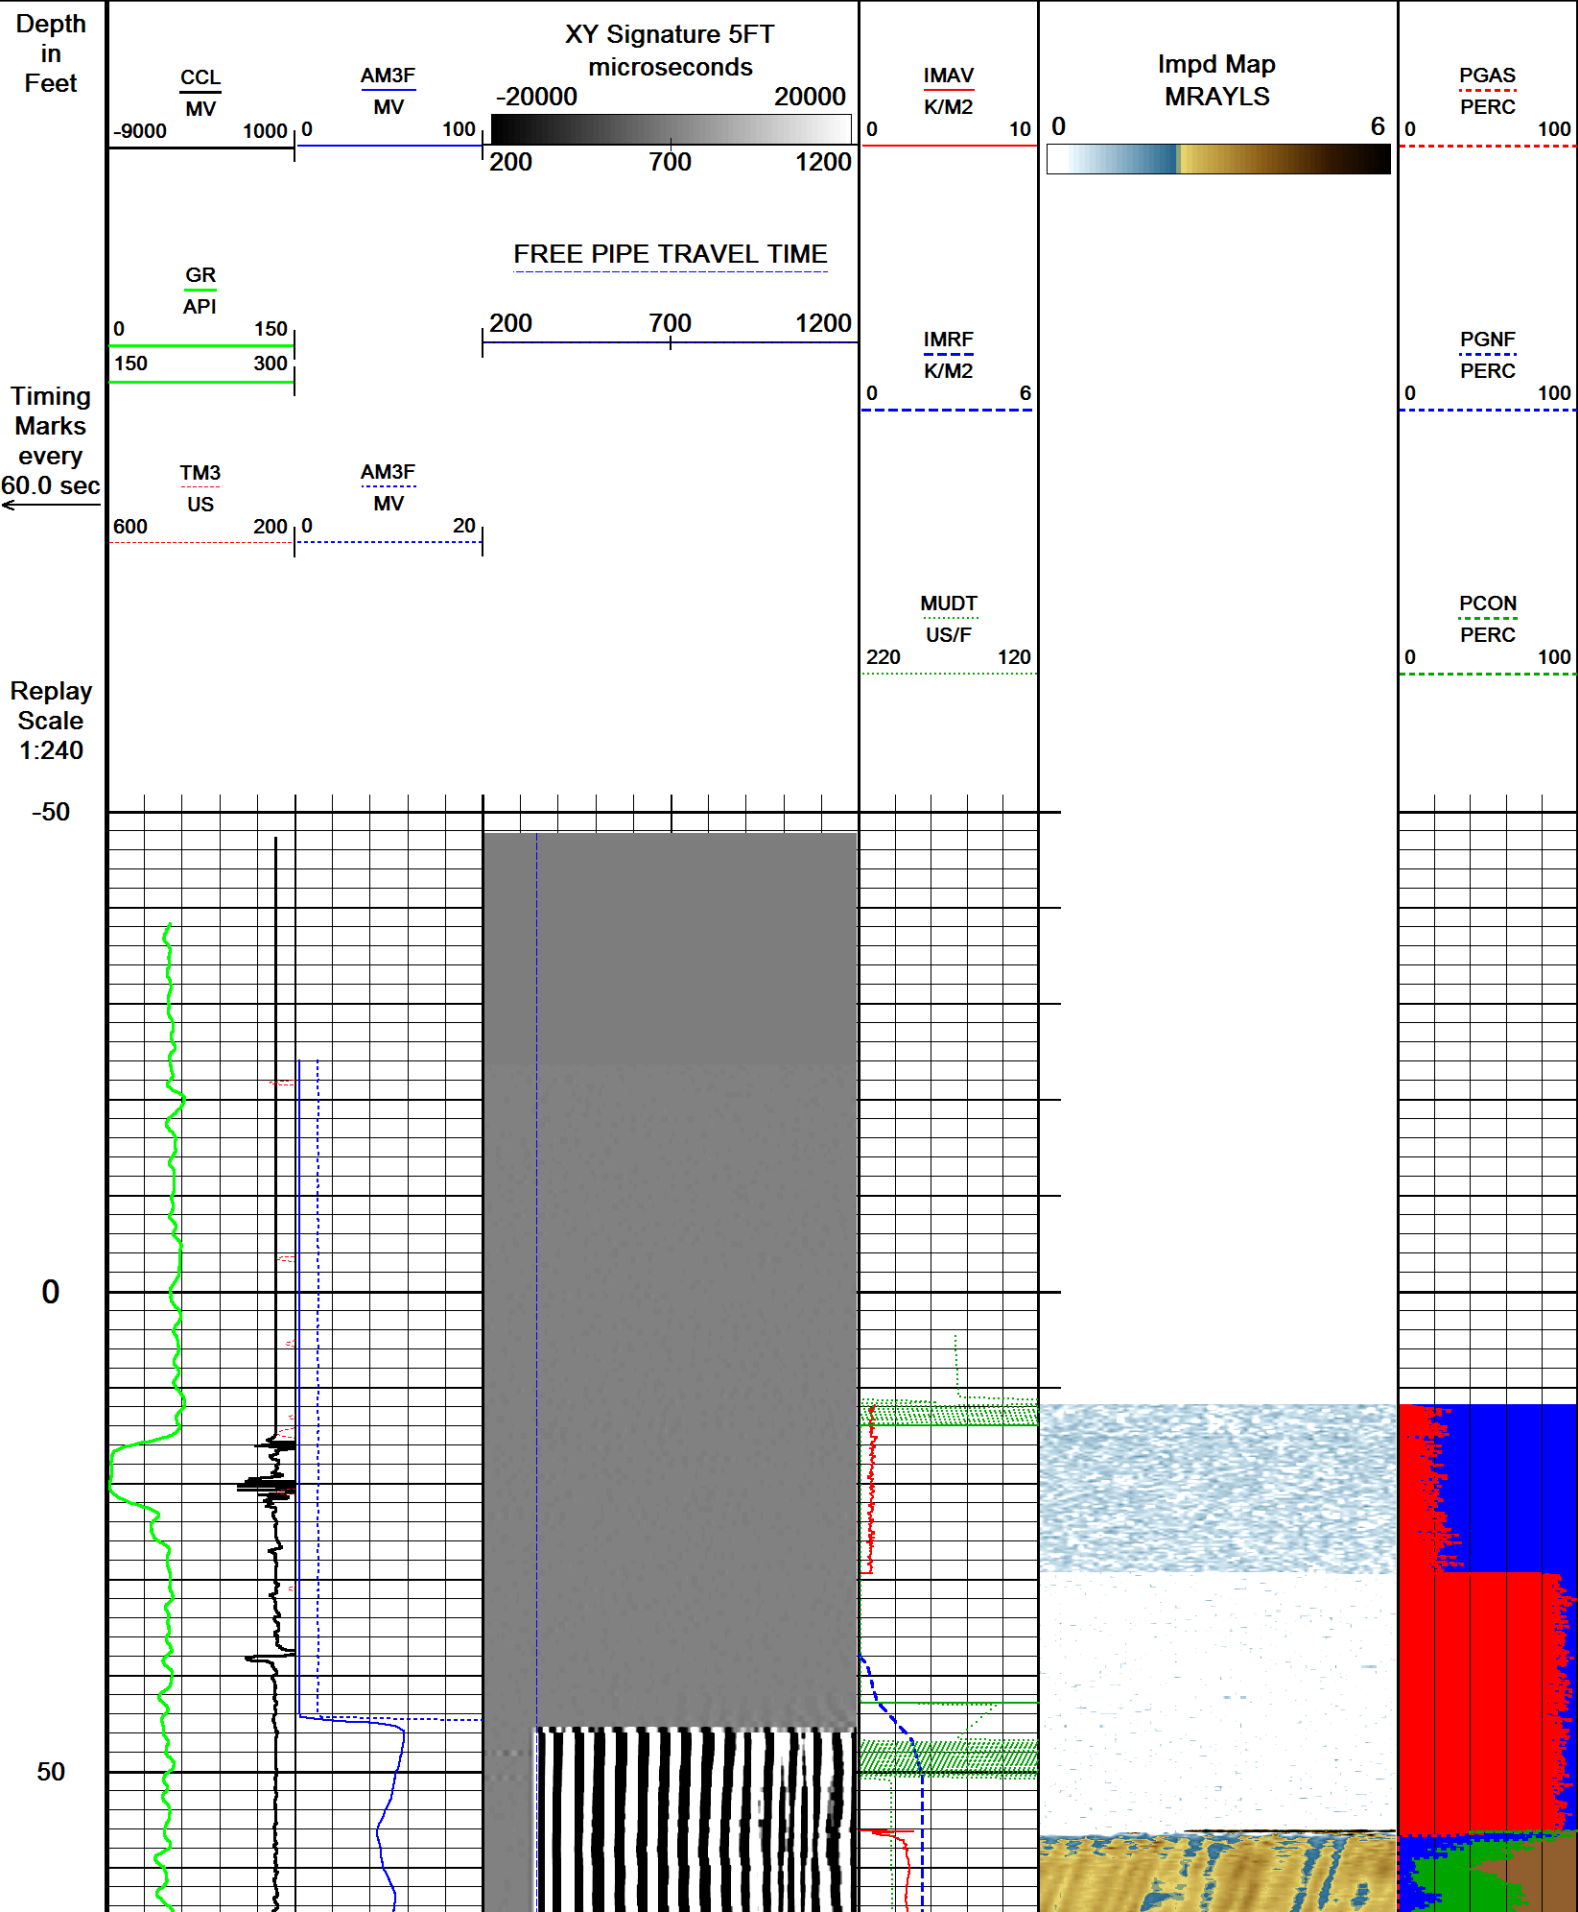 Depth
in
Feet
CCL
MV
-9000 1000
AM3F
MV
0 100
XY Signature 5FT
microseconds
-20000 20000
200 700 1200
IMAV
K/M2
0 10
Impd Map
MRAYLS
0 6
PGAS
PERC
0 100
GR
API
0 150
150 300
FREE PIPE TRAVEL TIME
200 700 1200
IMRF
K/M2
0 6
PGNF
PERC
0 100
Timing
Marks
every
60.0 sec
TM3
US
600 200
AM3F
MV
0 20
MUDT
US/F
220 120
PCON
PERC
0 100
Replay
Scale
1:240
-50
0
50